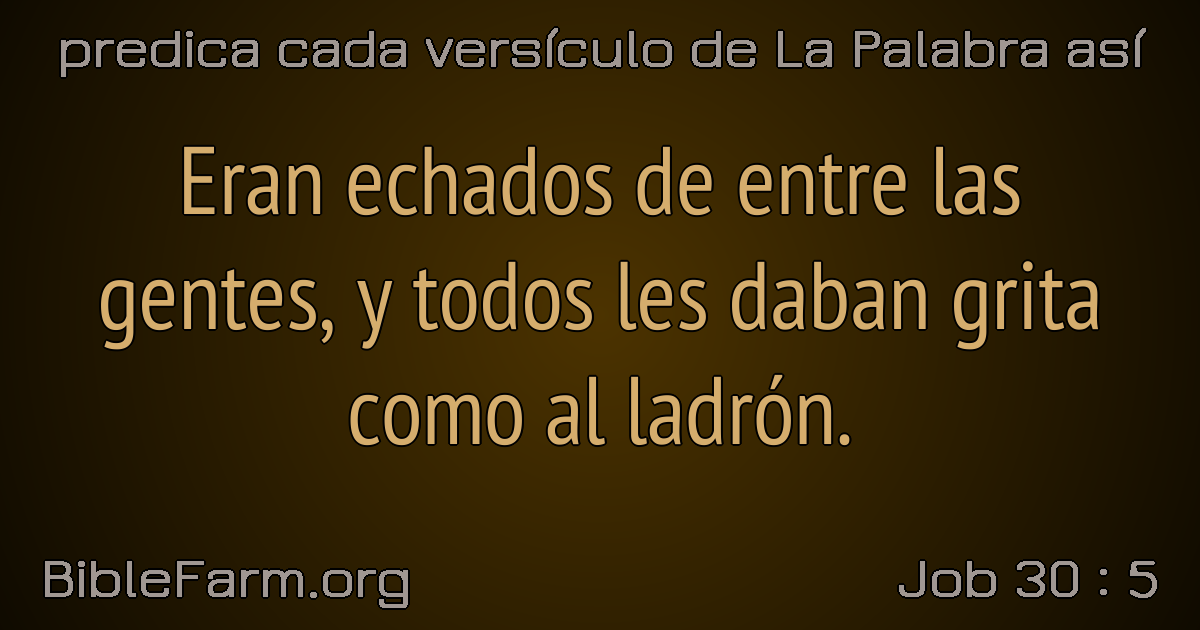 predica cada versículo de La Palabra así
Eran echados de entre las
gentes, y todos les daban grita
como al ladrón.
BibleFarm.org
Job 30 : 5